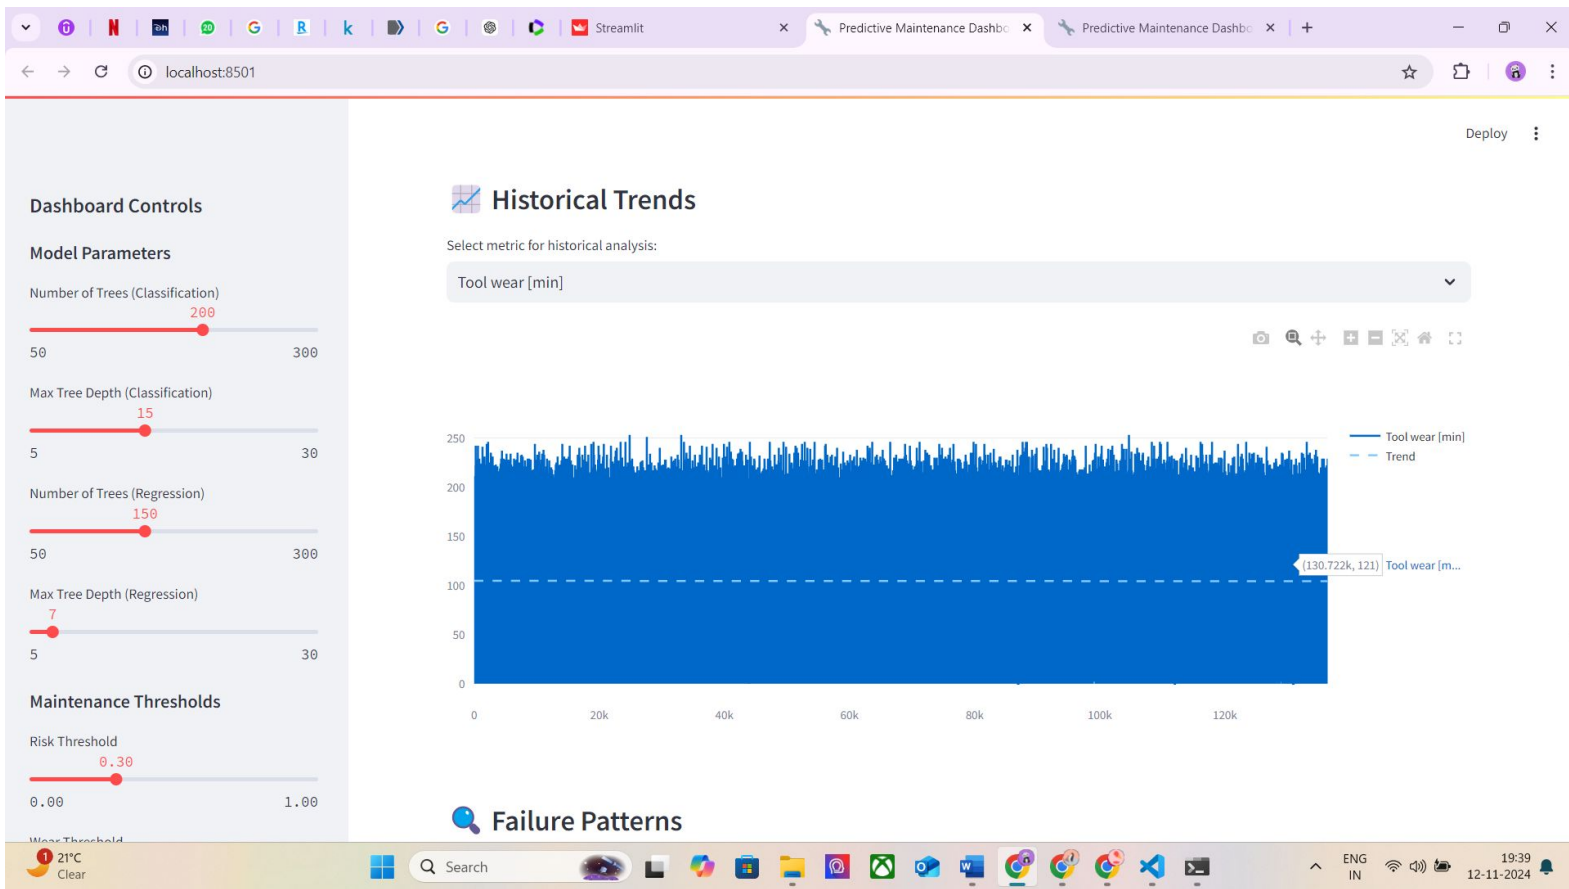 Streamlit
Predictive Maintenance Dashbo
Predictive Maintenance Dashbo
localhost:8501
Deploy
Dashboard Controls
Model Parameters
Number of Trees (Classification)
200
50 300
Max Tree Depth (Classification)
15
5 30
Number of Trees (Regression)
150
50 300
Max Tree Depth (Regression)
7
5 30
Maintenance Thresholds
Risk Threshold
0.30
0.00 1.00
Wear Threshold
Historical Trends
Select metric for historical analysis:
Tool wear [min]
250
200
150
100
50
0
0 20k 40k 60k 80k 100k 120k
Tool wear [min]
Trend
(130.722k, 121) Tool wear [m...
Failure Patterns
1
21°C
Clear
Search
ENG
IN
19:39
12-11-2024